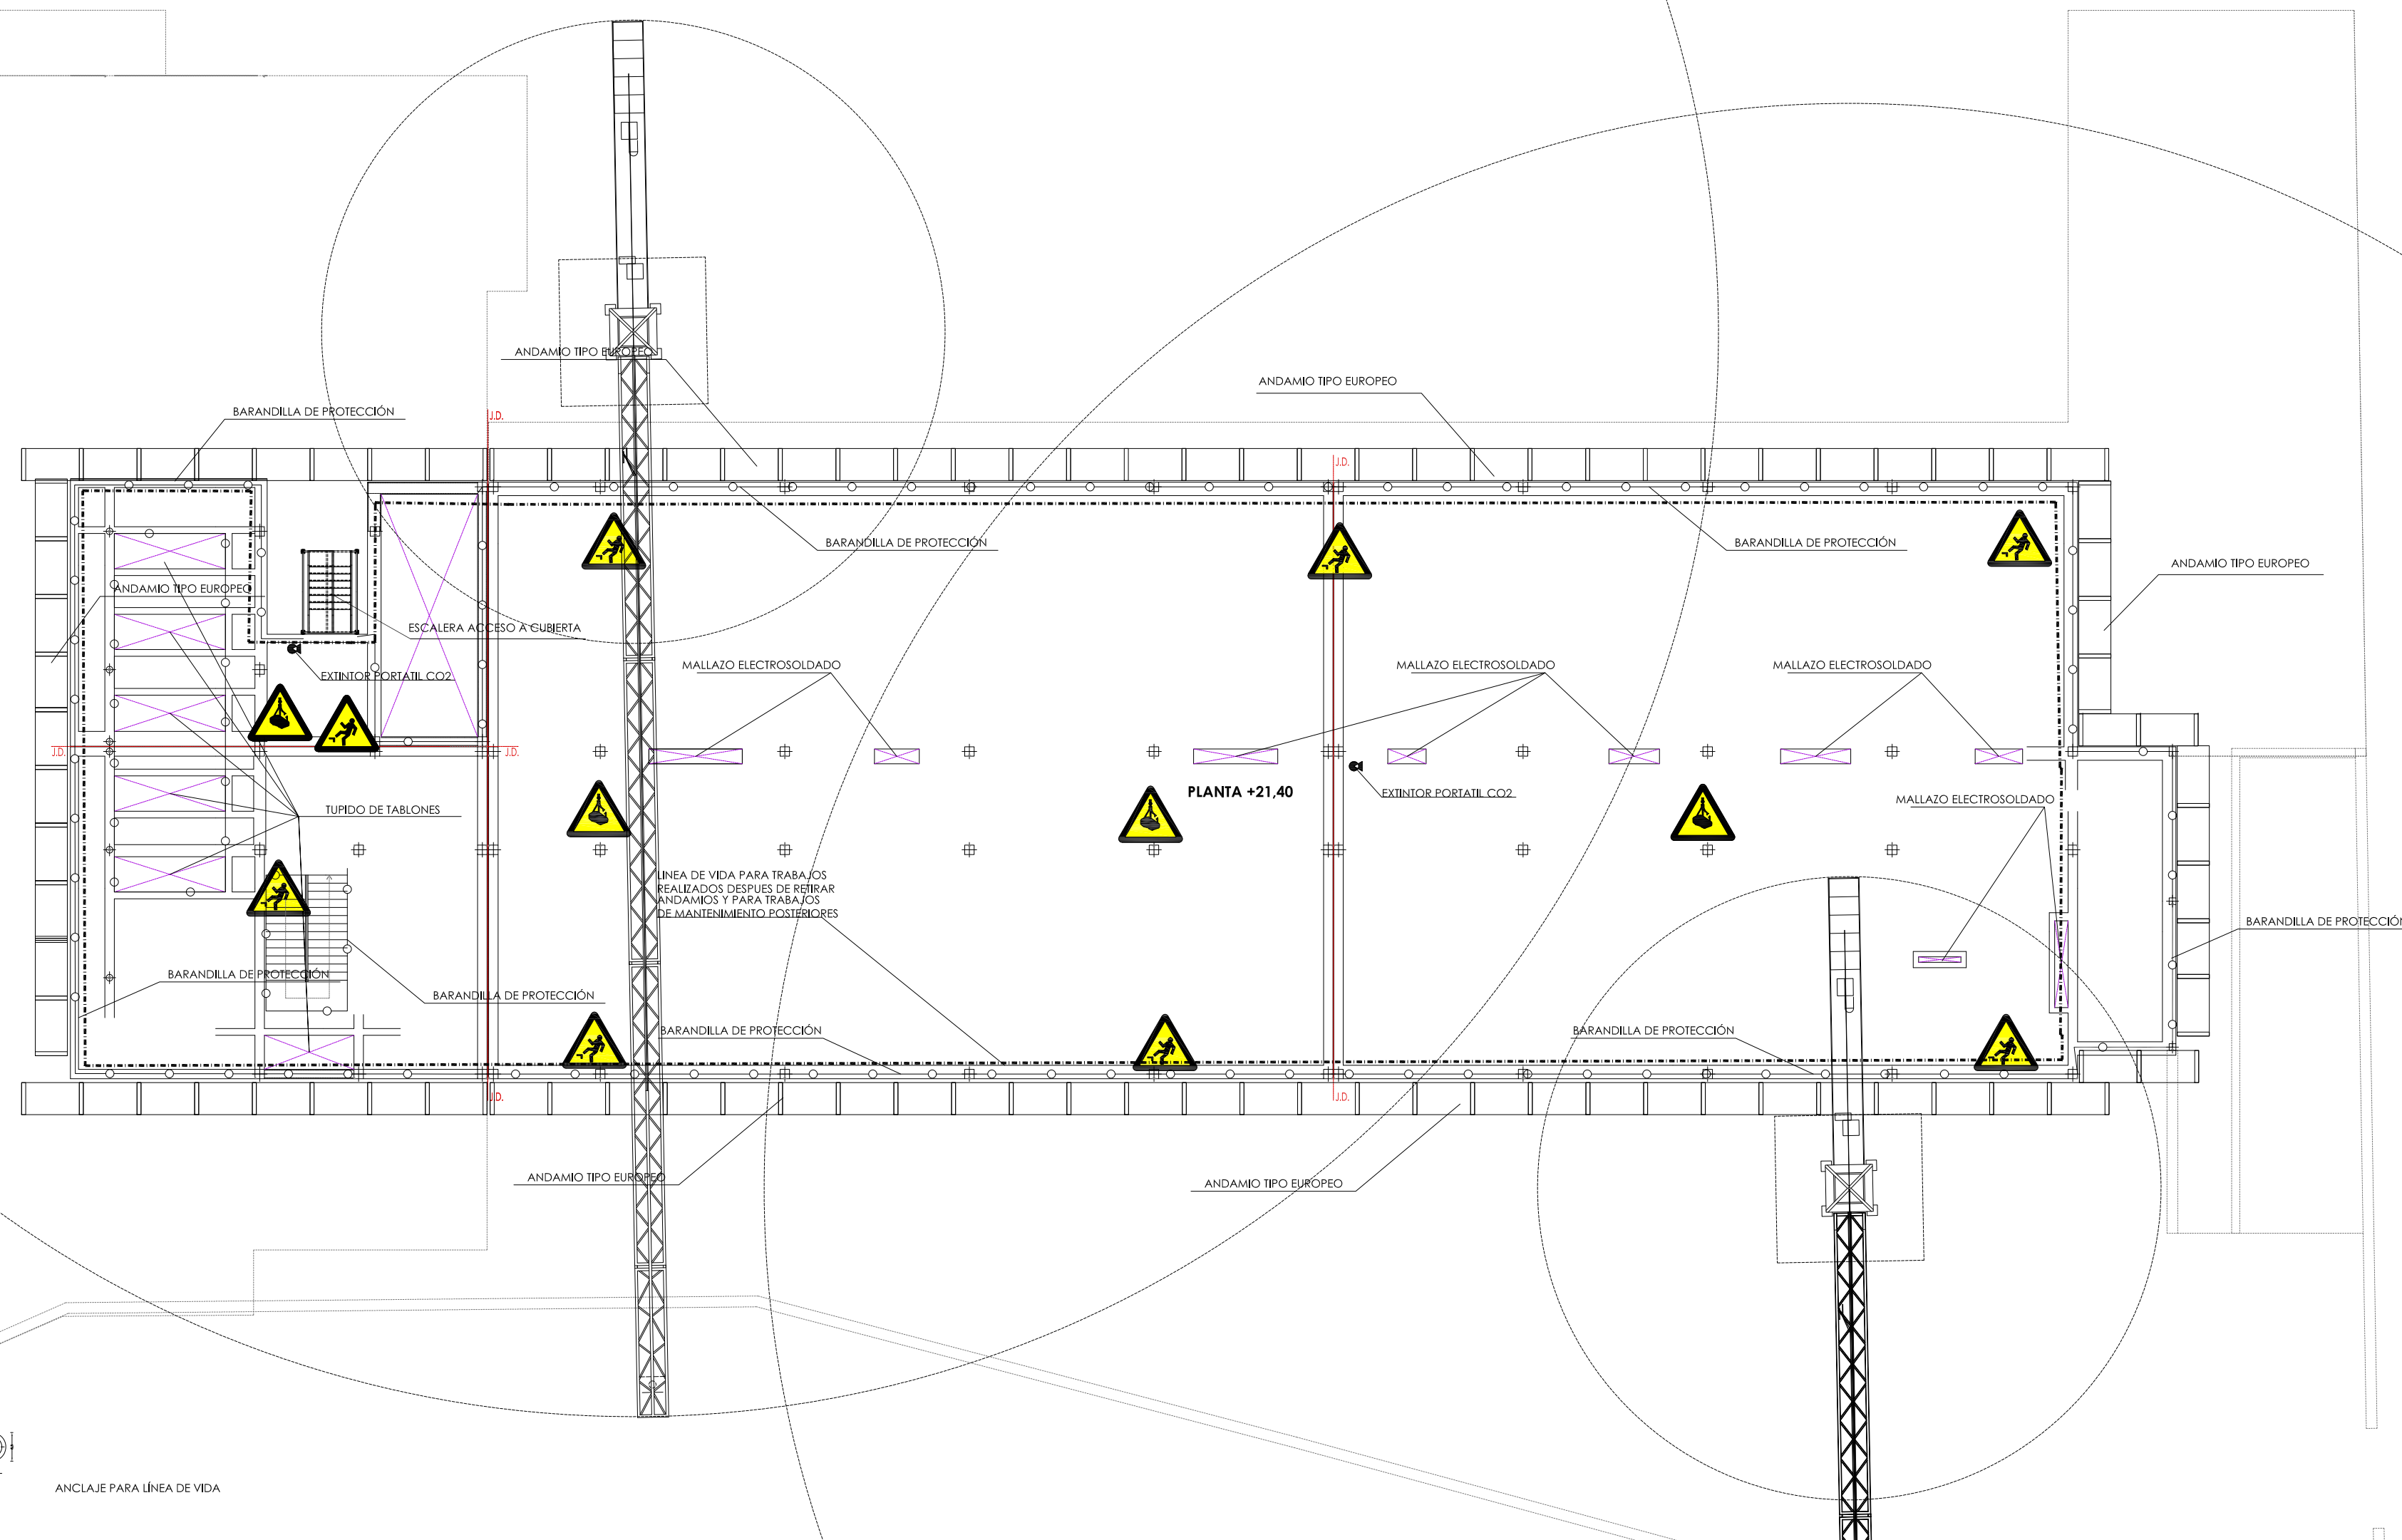 ANDAMIO TIPO EUROPEO
ANDAMIO TIPO EUROPEO
BARANDILLA DE PROTECCIÓN
J.D.
J.D.
BARANDILLA DE PROTECCIÓN
BARANDILLA DE PROTECCIÓN
ANDAMIO TIPO EUROPEO
ANDAMIO TIPO EUROPEO
ESCALERA ACCESO A CUBIERTA
MALLAZO ELECTROSOLDADO
MALLAZO ELECTROSOLDADO
MALLAZO ELECTROSOLDADO
EXTINTOR PORTATIL CO2
J.D.
J.D.
PLANTA +21,40
EXTINTOR PORTATIL CO2
MALLAZO ELECTROSOLDADO
TUPIDO DE TABLONES
LINEA DE VIDA PARA TRABAJOS
REALIZADOS DESPUES DE RETIRAR
ANDAMIOS Y PARA TRABAJOS
DE MANTENIMIENTO POSTERIORES
BARANDILLA DE PROTECCIÓN
BARANDILLA DE PROTECCIÓN
BARANDILLA DE PROTECCIÓN
BARANDILLA DE PROTECCIÓN
BARANDILLA DE PROTECCIÓN
J.D.
J.D.
ANDAMIO TIPO EUROPEO
ANDAMIO TIPO EUROPEO
ANCLAJE PARA LÍNEA DE VIDA